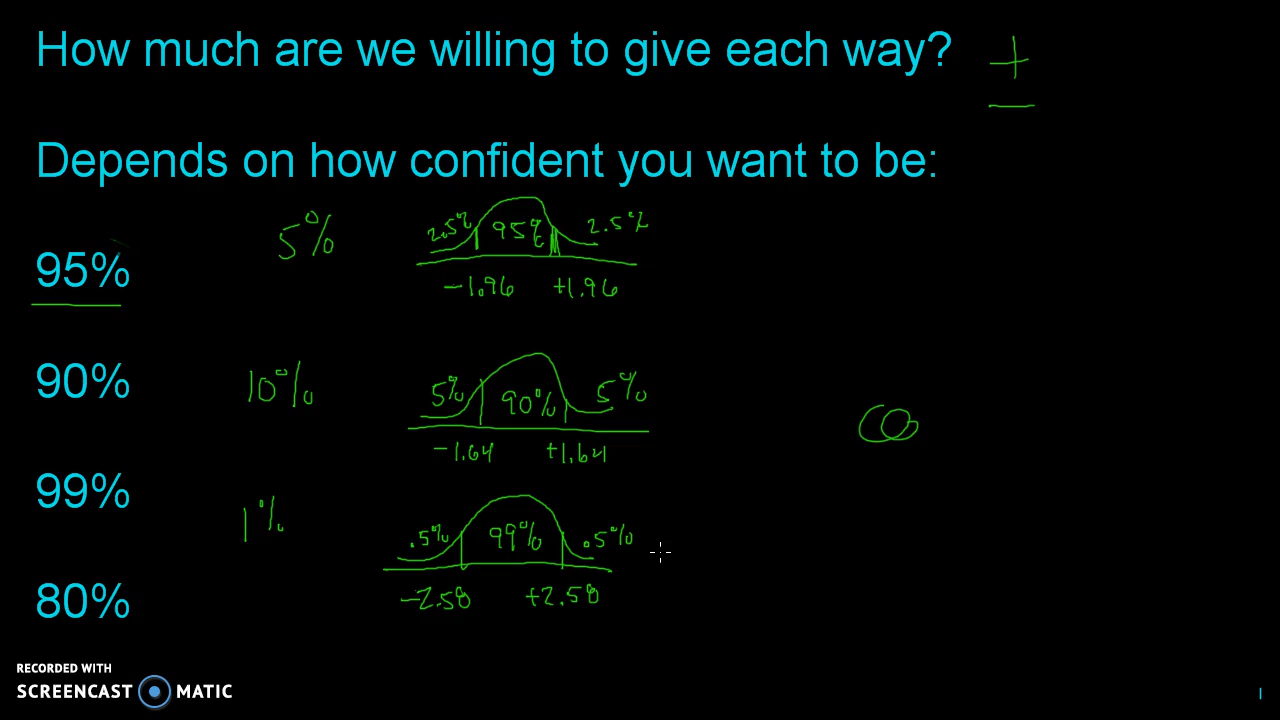 How much are we willing to give each way? ±
Depends on how confident you want to be:
95% 5% 2.5% 95% 2.5%
-1.96 +1.96
90% 10% 5% 90% 5%
-1.64 +1.64
99% 1% .5% 99% .5%
-2.58 +2.58
80%
RECORDED WITH
SCREENCAST MATIC